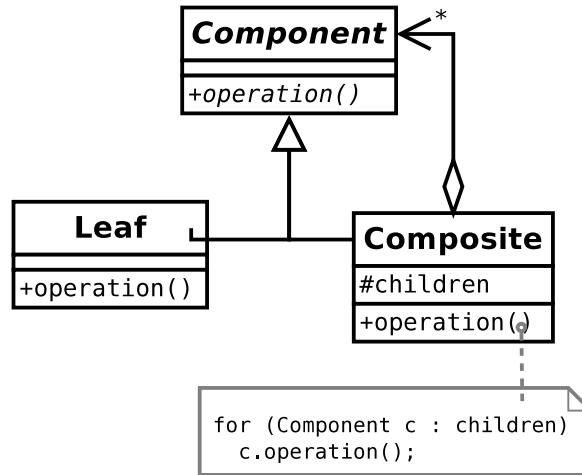 Component
*
+operation()
Leaf
+operation()
Composite
#children
+operation()
for (Component c : children)
  c.operation();